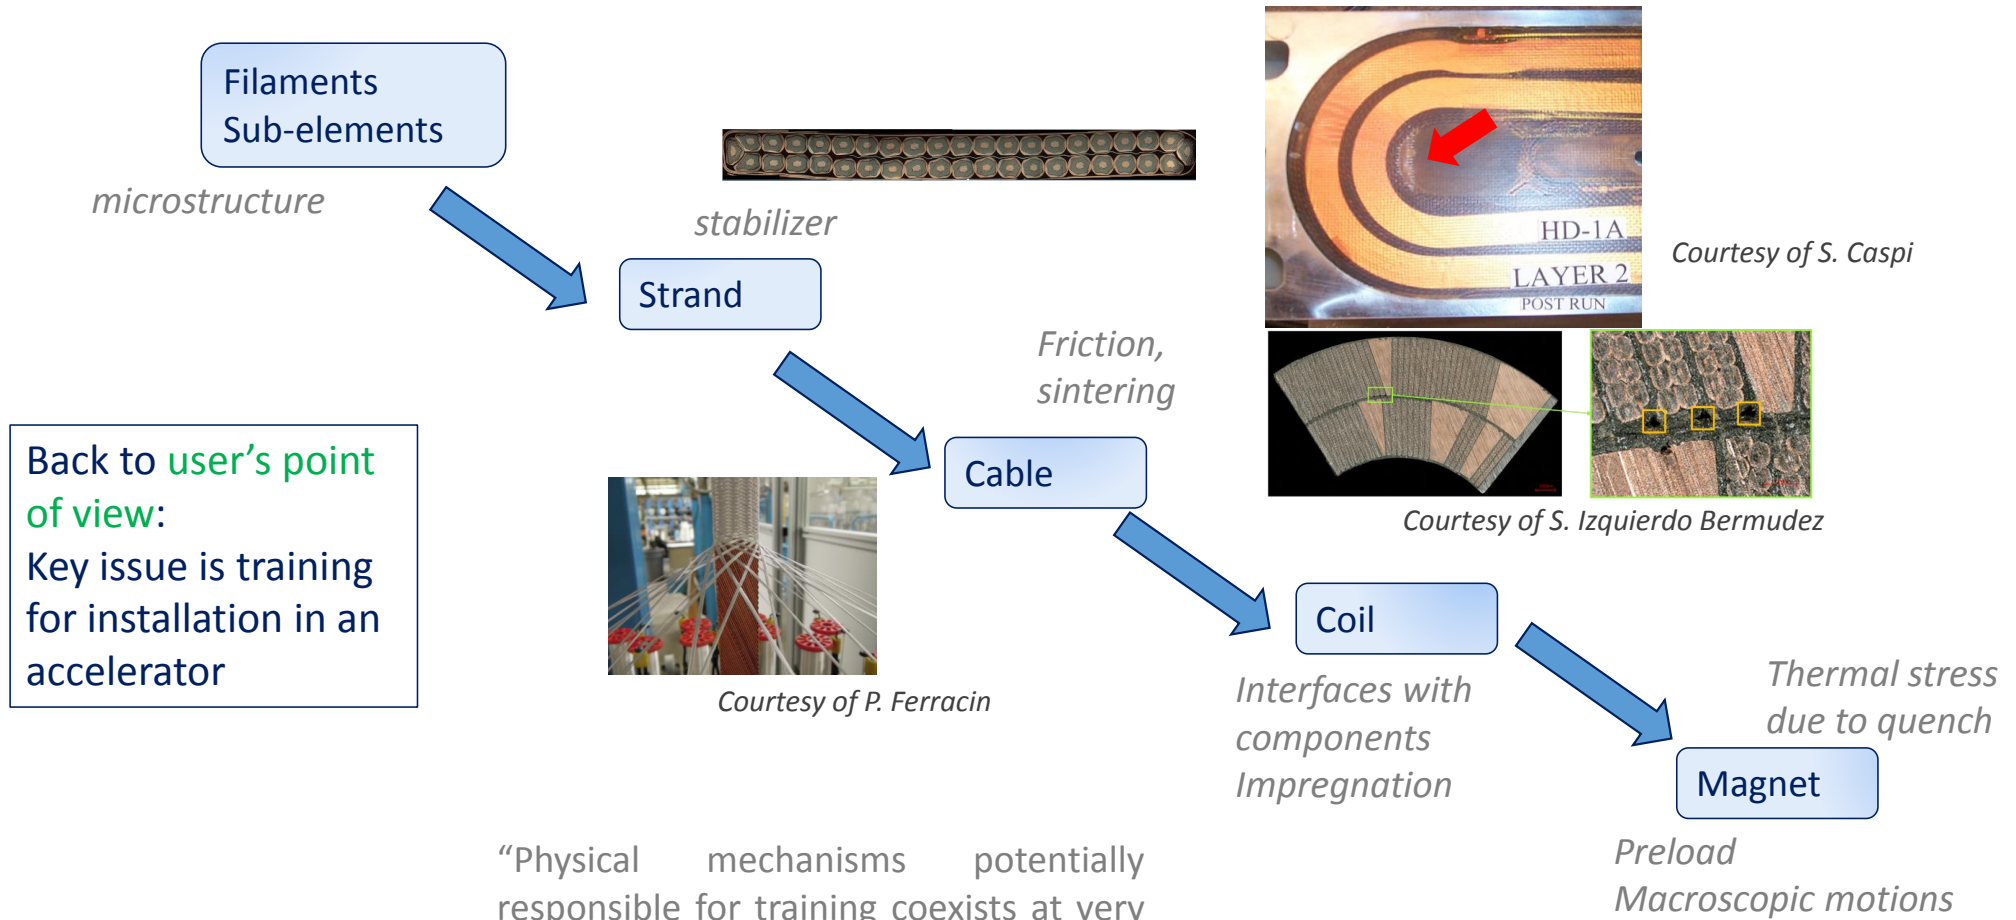 Filaments
Sub-elements
microstructure
stabilizer
Strand
HD-1A
LAYER 2
POST RUN
Courtesy of S. Caspi
Friction,
sintering
Back to user’s point
of view:
Key issue is training
for installation in an
accelerator
Cable
Courtesy of S. Izquierdo Bermudez
Courtesy of P. Ferracin
Coil
Interfaces with
components
Impregnation
Thermal stress
due to quench
Magnet
Preload
Macroscopic motions
“Physical mechanisms potentially
responsible for training coexists at very